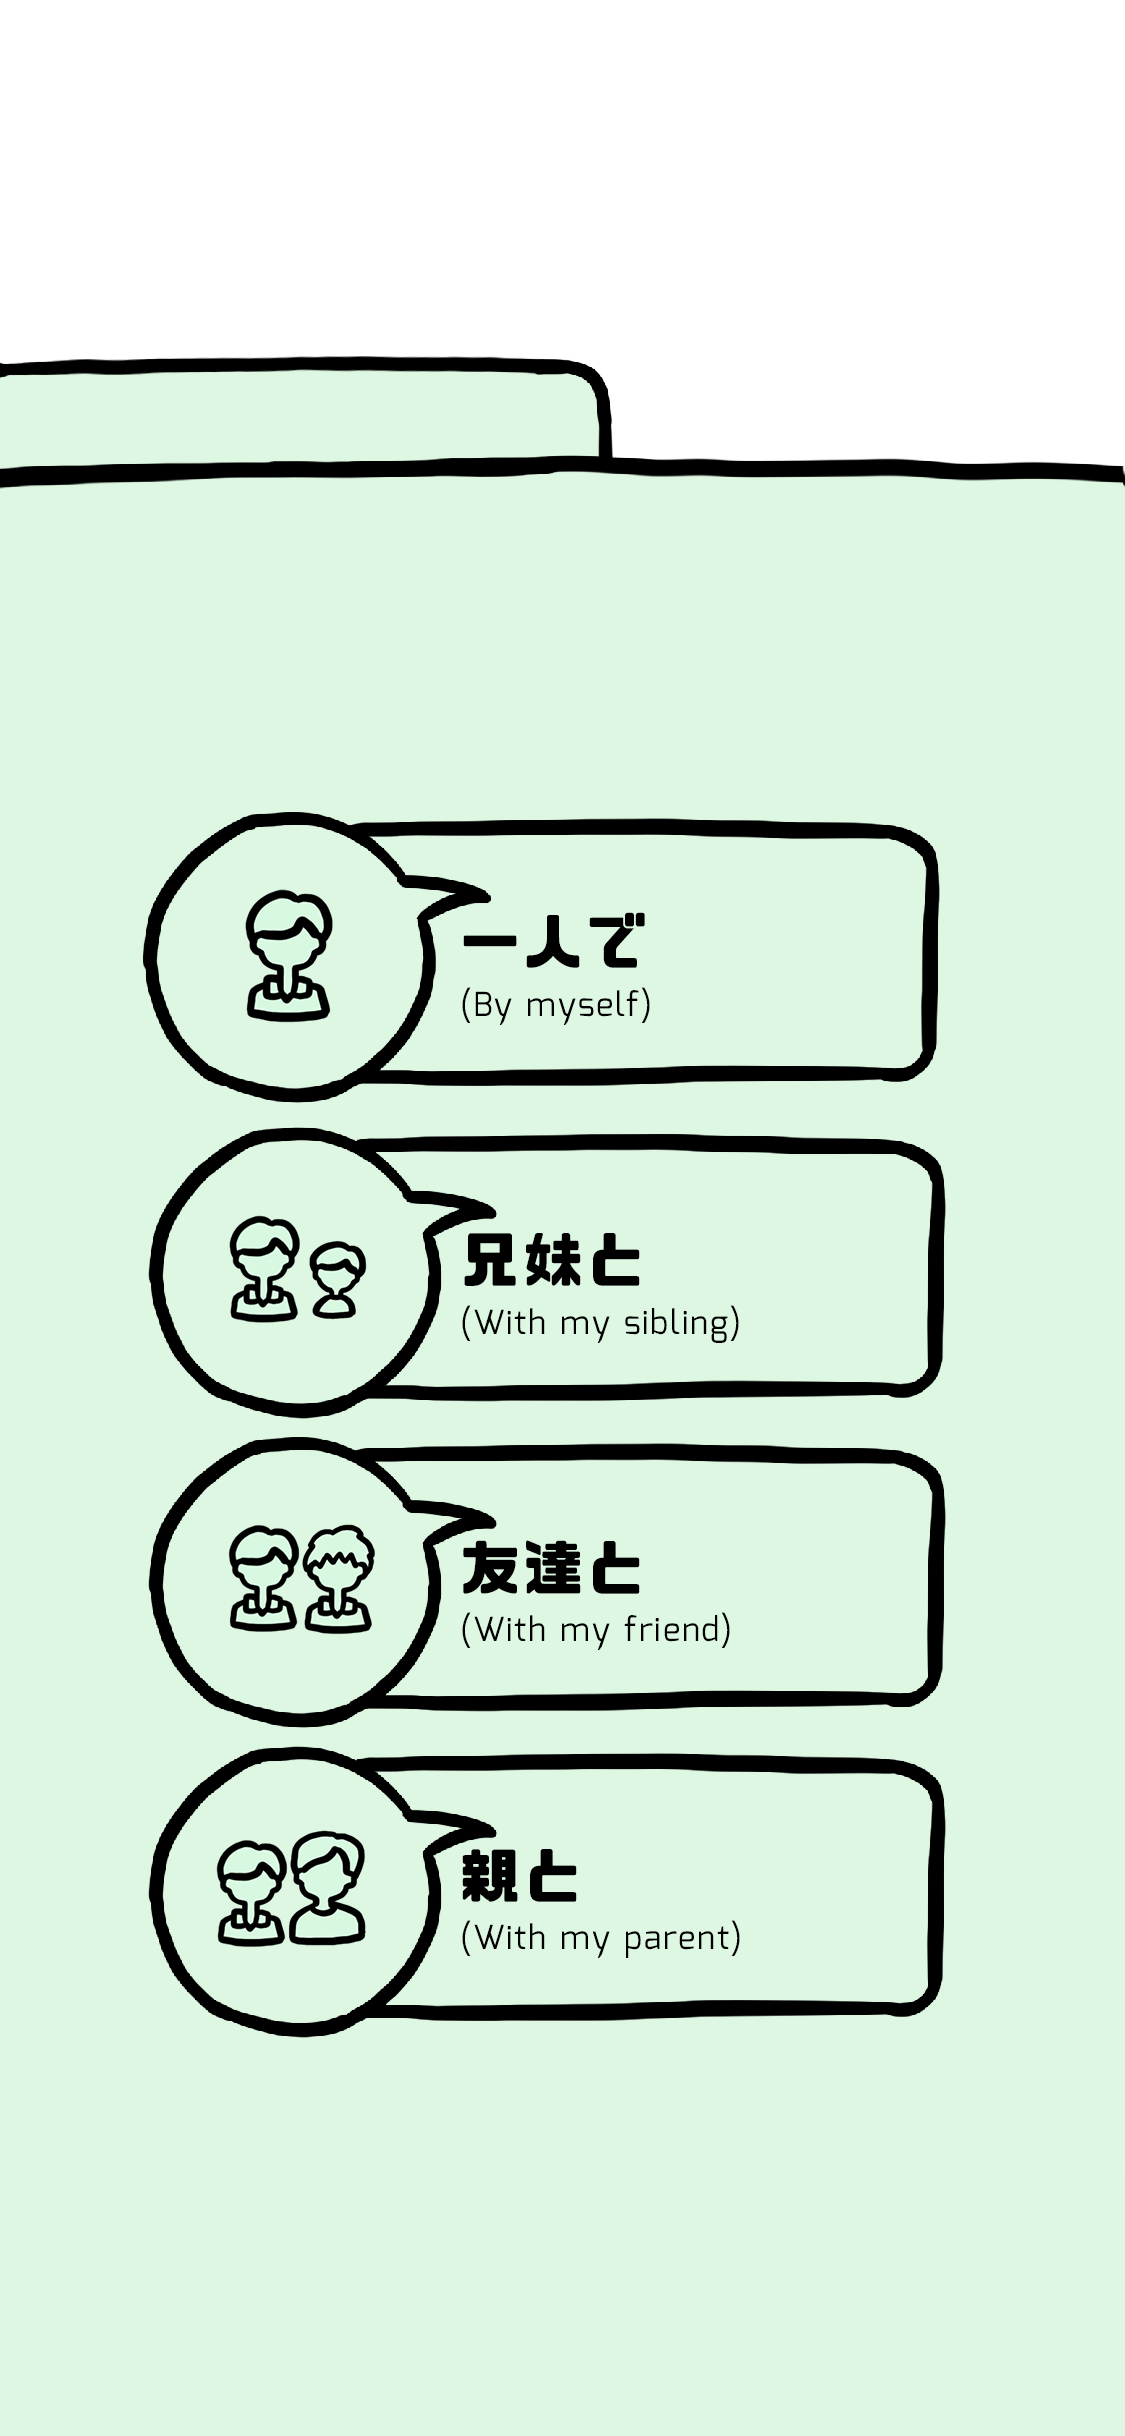 一人で
(By myself)
兄妹と
(With my sibling)
友達と
(With my friend)
親と
(With my parent)